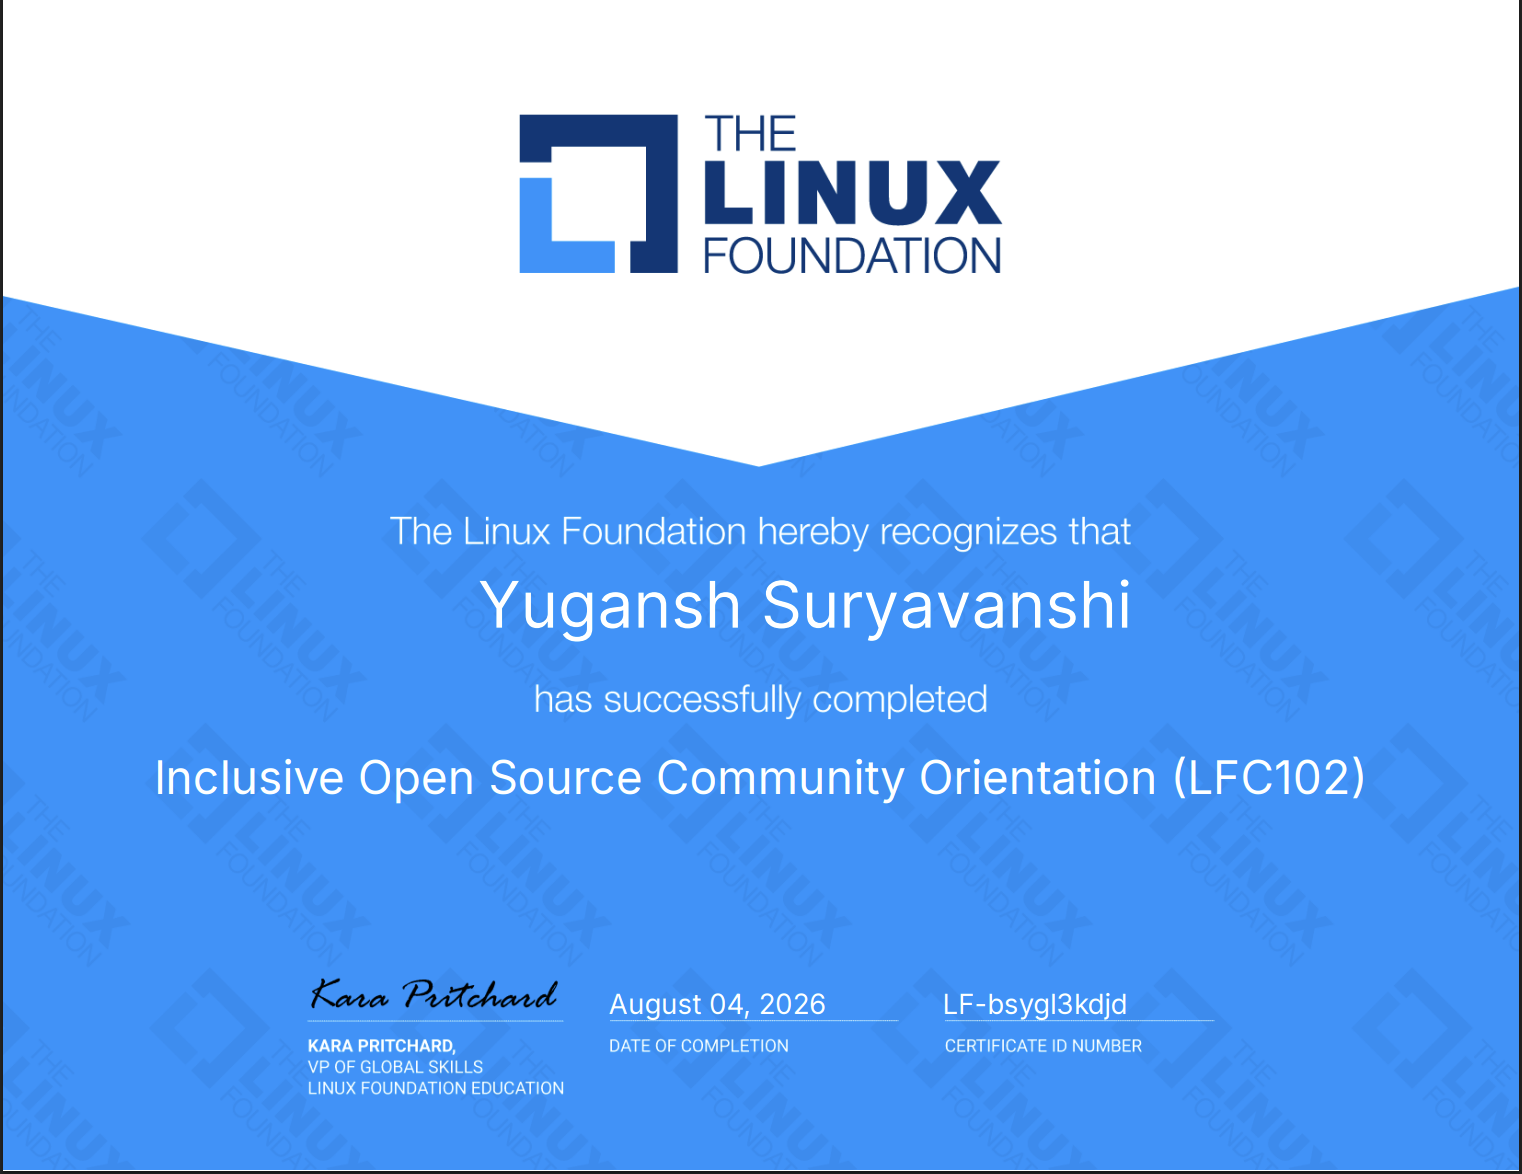 THE
LINUX
FOUNDATION
The Linux Foundation hereby recognizes that
Yugansh Suryavanshi
has successfully completed
Inclusive Open Source Community Orientation (LFC102)
Kara Pritchard
KARA PRITCHARD,
VP OF GLOBAL SKILLS
LINUX FOUNDATION EDUCATION
August 04, 2026
DATE OF COMPLETION
LF-bsygl3kdjd
CERTIFICATE ID NUMBER